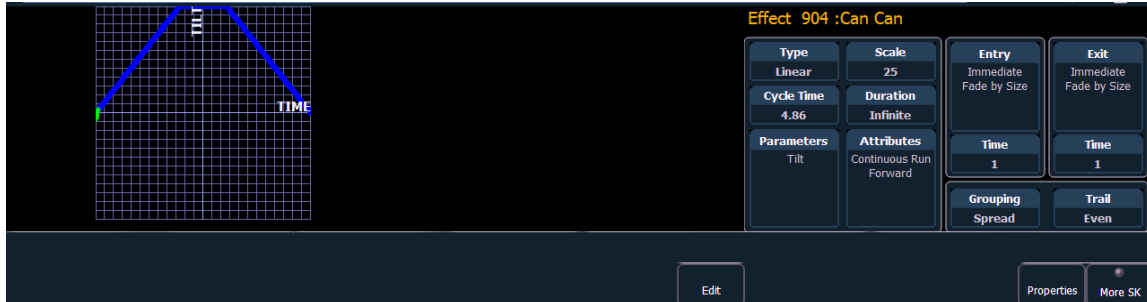 Effect 904 :Can Can
TILT
TIME
Type
Linear
Scale
25
Entry
Immediate
Fade by Size
Exit
Immediate
Fade by Size
Cycle Time
4.86
Duration
Infinite
Parameters
Tilt
Attributes
Continuous Run
Forward
Time
1
Time
1
Grouping
Spread
Trail
Even
Edit
Properties
More SK